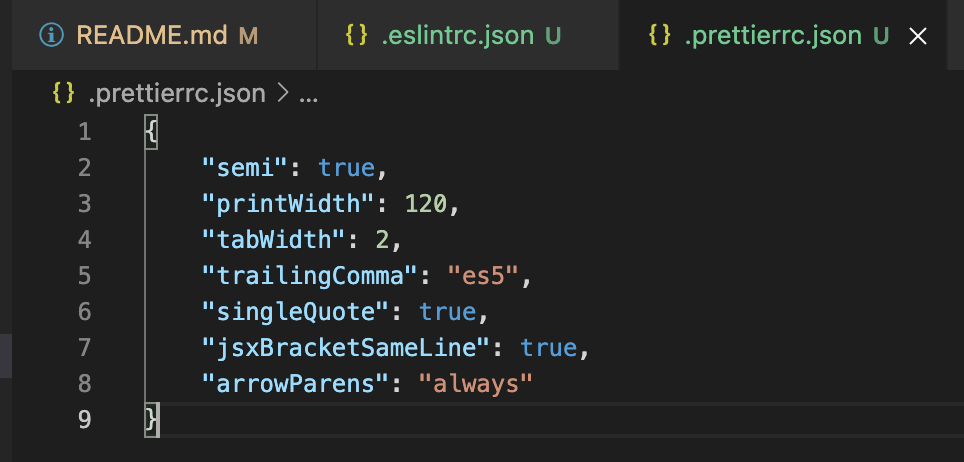 README.md M
{} .eslintrc.json U
{} .prettierrc.json U
{} .prettierrc.json > ...
1 {
2     "semi": true,
3     "printWidth": 120,
4     "tabWidth": 2,
5     "trailingComma": "es5",
6     "singleQuote": true,
7     "jsxBracketSameLine": true,
8     "arrowParens": "always"
9 }